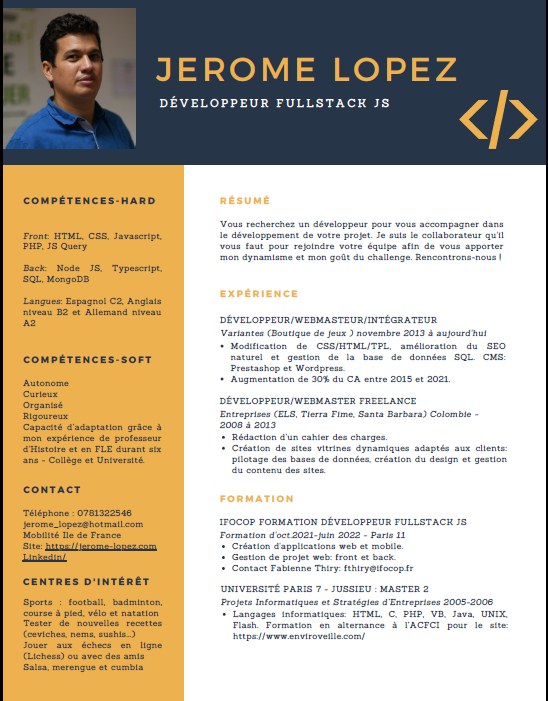 JEROME LOPEZ
DÉVELOPPEUR FULLSTACK JS
</>
COMPÉTENCES-HARD
Front: HTML, CSS, Javascript,
PHP, JS Query
Back: Node JS, Typescript,
SQL, MongoDB
Langues: Espagnol C2, Anglais
niveau B2 et Allemand niveau
A2
COMPÉTENCES-SOFT
Autonome
Curieux
Organisé
Rigoureux
Capacité d'adaptation grâce à
mon expérience de professeur
d'Histoire et en FLE durant six
ans - Collège et Université.
CONTACT
Téléphone : 0781322546
jerome_lopez@hotmail.com
Mobilité Ile de France
Site: https://jerome-lopez.com
Linkedin/
CENTRES D'INTÉRÊT
Sports : football, badminton,
course à pied, vélo et natation
Tester de nouvelles recettes
(ceviches, nems, sushis...)
Jouer aux échecs en ligne
(Lichess) ou avec des amis
Salsa, merengue et cumbia
RÉSUMÉ
Vous recherchez un développeur pour vous accompagner dans
le développement de votre projet. Je suis le collaborateur qu'il
vous faut pour rejoindre votre équipe afin de vous apporter
mon dynamisme et mon goût du challenge. Rencontrons-nous !
EXPÉRIENCE
DÉVELOPPEUR/WEBMASTEUR/INTÉGRATEUR
Variantes (Boutique de jeux ) novembre 2013 à aujourd'hui
• Modification de CSS/HTML/TPL, amélioration du SEO
naturel et gestion de la base de données SQL. CMS:
Prestashop et Wordpress.
• Augmentation de 30% du CA entre 2015 et 2021.
DÉVELOPPEUR/WEBMASTER FREELANCE
Entreprises (ELS, Tierra Fime, Santa Barbara) Colombie -
2008 à 2013
• Rédaction d'un cahier des charges.
• Création de sites vitrines dynamiques adaptés aux clients:
pilotage des bases de données, création du design et gestion
du contenu des sites.
FORMATION
IFOCOP FORMATION DÉVELOPPEUR FULLSTACK JS
Formation d'oct.2021-juin 2022 - Paris 11
• Création d'applications web et mobile.
• Gestion de projet web: front et back.
• Contact Fabienne Thiry: fthiry@ifocop.fr
UNIVERSITÉ PARIS 7 - JUSSIEU : MASTER 2
Projets Informatiques et Stratégies d'Entreprises 2005-2006
• Langages informatiques: HTML, C, PHP, VB, Java, UNIX,
Flash. Formation en alternance à l'ACFCI pour le site:
https://www.enviroveille.com/